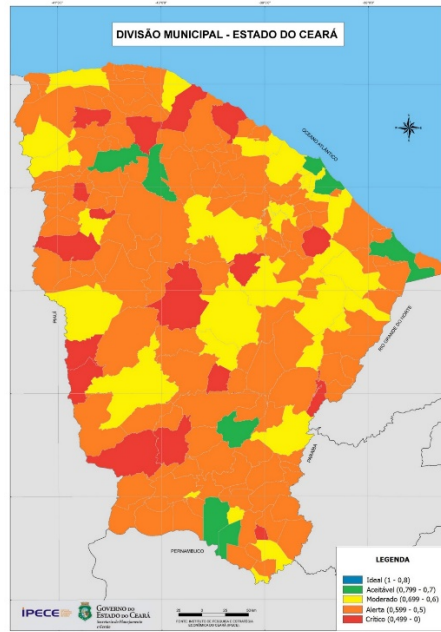 DIVISÃO MUNICIPAL - ESTADO DO CEARÁ
OCEANO ATLÂNTICO
PIAUÍ
RIO GRANDE DO NORTE
PARAÍBA
PERNAMBUCO
LEGENDA
Ideal (1 - 0,8)
Aceitável (0,799 - 0,7)
Moderado (0,699 - 0,6)
Alerta (0,599 - 0,5)
Crítico (0,499 - 0)
IPECE
GOVERNO DO
ESTADO DO CEARÁ